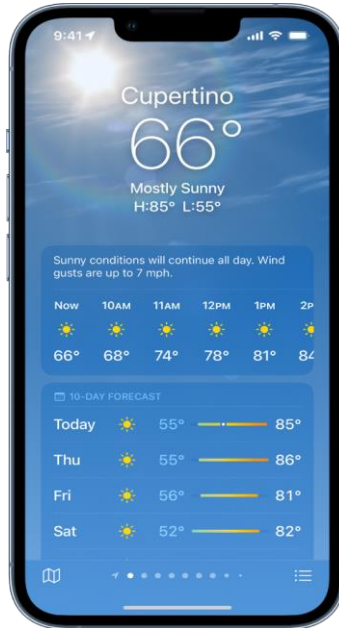 9:41
Cupertino
66°
Mostly Sunny
H:85° L:55°
Sunny conditions will continue all day. Wind
gusts are up to 7 mph.
Now 10AM 11AM 12PM 1PM
66° 68° 74° 78° 81° 84
10-DAY FORECAST
Today 55° 85°
Thu 55° 86°
Fri 56° 81°
Sat 52° 82°